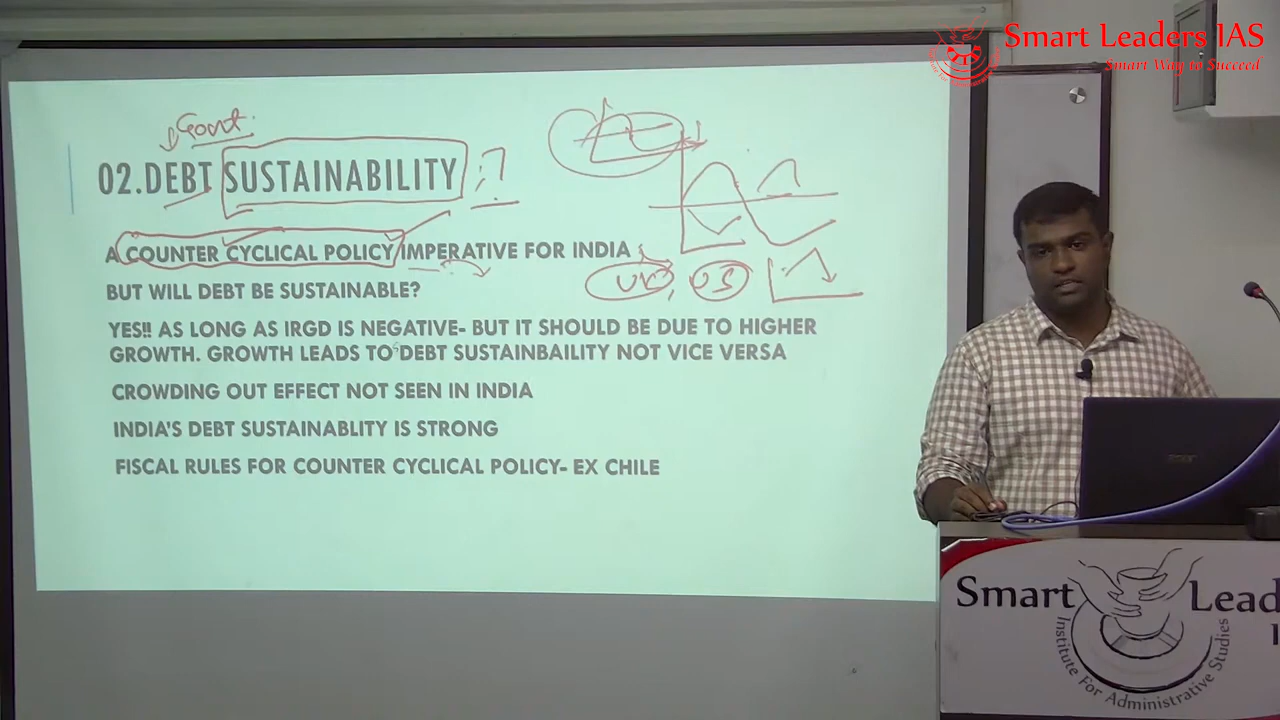 Smart Leaders IAS
Smart Way to Succeed
Govt.
02.DEBT SUSTAINABILITY
A COUNTER CYCLICAL POLICY IMPERATIVE FOR INDIA
UK, US
BUT WILL DEBT BE SUSTAINABLE?
YES!! AS LONG AS IRGD IS NEGATIVE- BUT IT SHOULD BE DUE TO HIGHER
GROWTH. GROWTH LEADS TO DEBT SUSTAINBAILITY NOT VICE VERSA
CROWDING OUT EFFECT NOT SEEN IN INDIA
INDIA'S DEBT SUSTAINABLITY IS STRONG
FISCAL RULES FOR COUNTER CYCLICAL POLICY- EX CHILE
Smart Lead
Institute For Administrative Studies